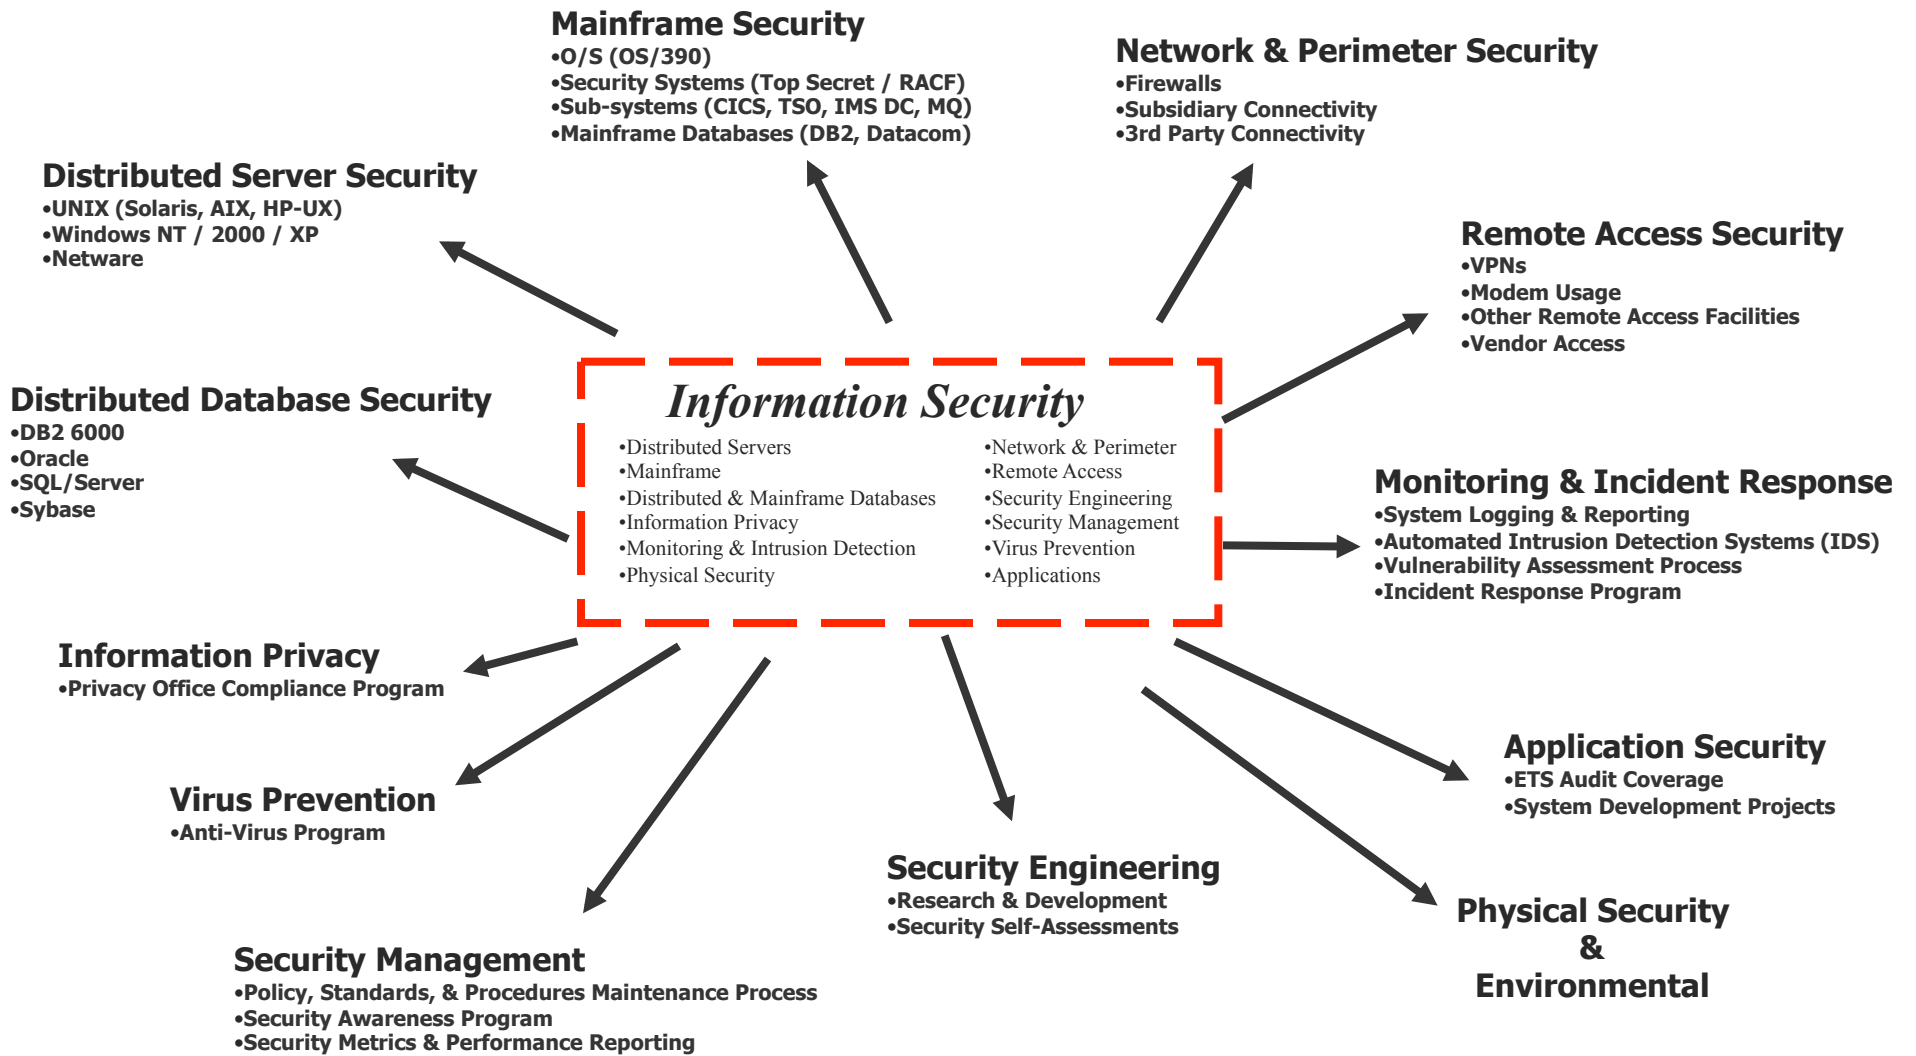 Mainframe Security
•O/S (OS/390)
•Security Systems (Top Secret / RACF)
•Sub-systems (CICS, TSO, IMS DC, MQ)
•Mainframe Databases (DB2, Datacom)
Network & Perimeter Security
•Firewalls
•Subsidiary Connectivity
•3rd Party Connectivity
Distributed Server Security
•UNIX (Solaris, AIX, HP-UX)
•Windows NT / 2000 / XP
•Netware
Remote Access Security
•VPNs
•Modem Usage
•Other Remote Access Facilities
•Vendor Access
Distributed Database Security
•DB2 6000
•Oracle
•SQL/Server
•Sybase
Information Security
•Distributed Servers
•Mainframe
•Distributed & Mainframe Databases
•Information Privacy
•Monitoring & Intrusion Detection
•Physical Security
•Network & Perimeter
•Remote Access
•Security Engineering
•Security Management
•Virus Prevention
•Applications
Monitoring & Incident Response
•System Logging & Reporting
•Automated Intrusion Detection Systems (IDS)
•Vulnerability Assessment Process
•Incident Response Program
Information Privacy
•Privacy Office Compliance Program
Application Security
•ETS Audit Coverage
•System Development Projects
Virus Prevention
•Anti-Virus Program
Security Engineering
•Research & Development
•Security Self-Assessments
Physical Security
&
Environmental
Security Management
•Policy, Standards, & Procedures Maintenance Process
•Security Awareness Program
•Security Metrics & Performance Reporting